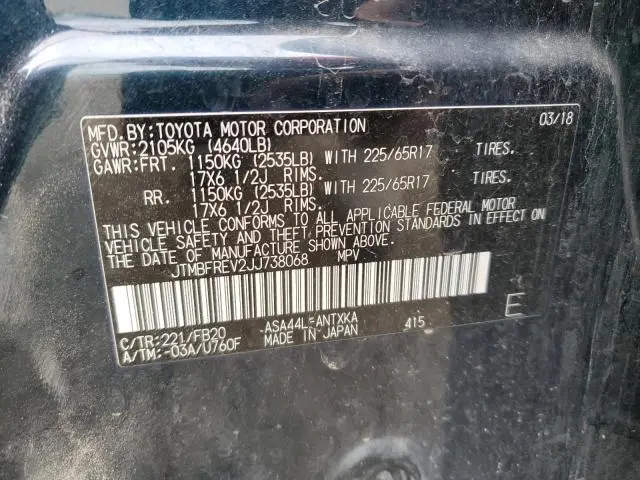 MFD.BY:TOYOTA MOTOR CORPORATION 03/18
GVWR:2105KG (4640LB)
GAWR:FRT. 1150KG (2535LB) WITH 225/65R17 TIRES.
17X6 1/2J RIMS.
RR. 1150KG (2535LB) WITH 225/65R17 TIRES.
17X6 1/2J RIMS.
THIS VEHICLE CONFORMS TO ALL APPLICABLE FEDERAL MOTOR
VEHICLE SAFETY AND THEFT PREVENTION STANDARDS IN EFFECT ON
THE DATE OF MANUFACTURE SHOWN ABOVE.
JTMBFREV2JJ738068 MPV
C/TR:221/FB20 ASA44L-ANTXKA 415 E
A/TM:-03A/U760F MADE IN JAPAN